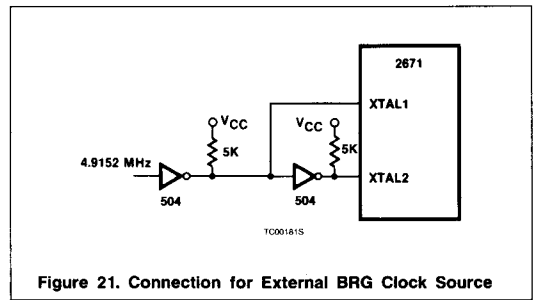 2671
XTAL1
VCC
5K
VCC
5K
4.9152 MHz
504
504
XTAL2
TC00181S
Figure 21. Connection for External BRG Clock Source